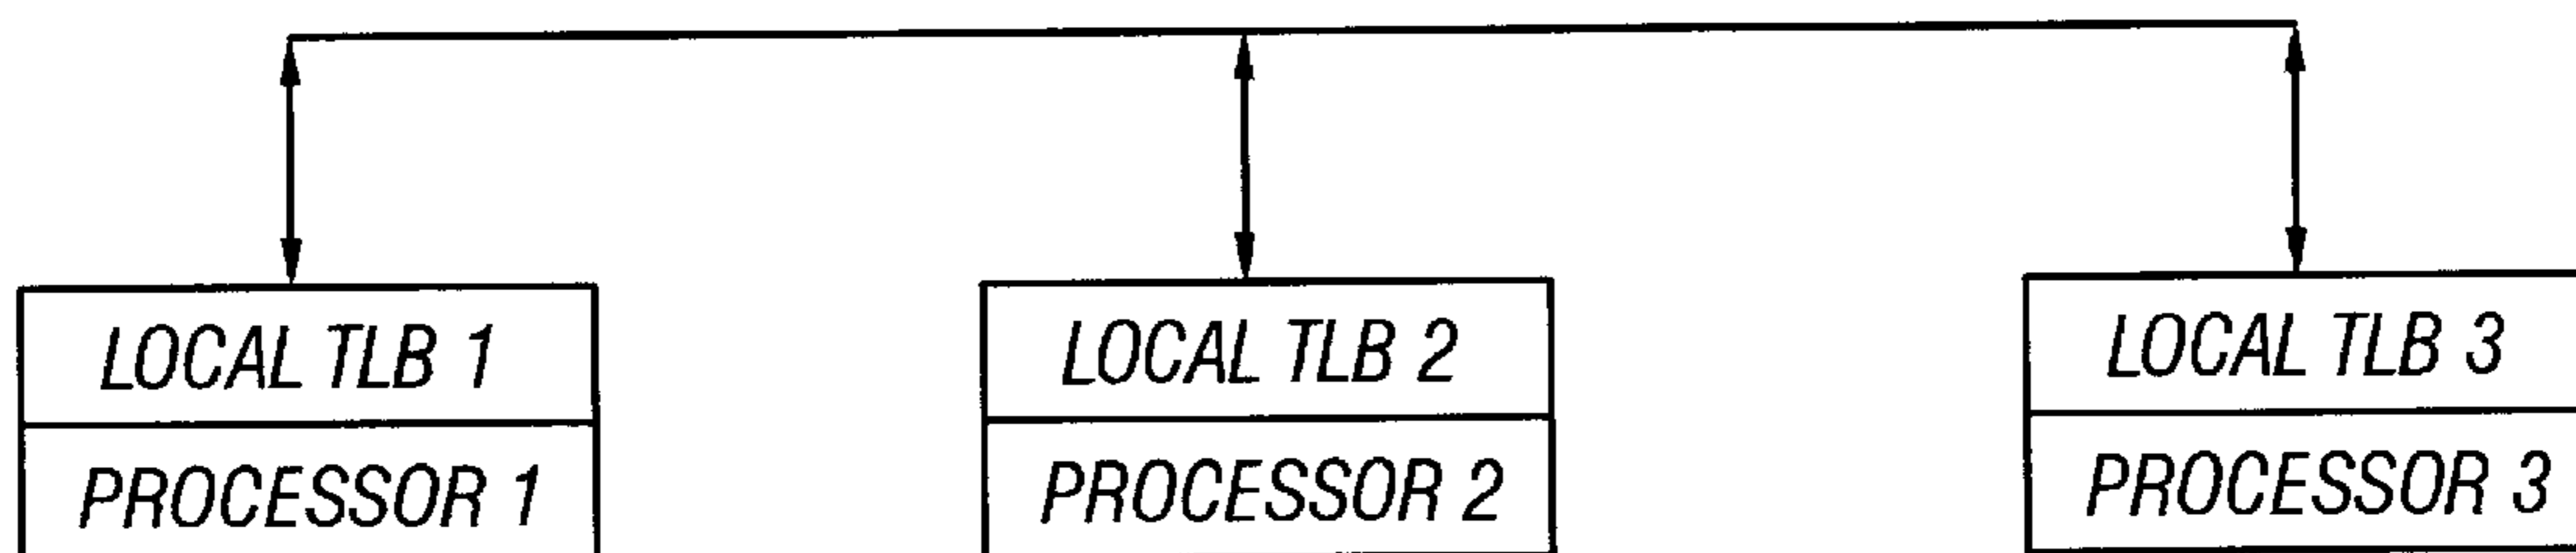 LOCAL TLB 1
PROCESSOR 1
LOCAL TLB 2
PROCESSOR 2
LOCAL TLB 3
PROCESSOR 3